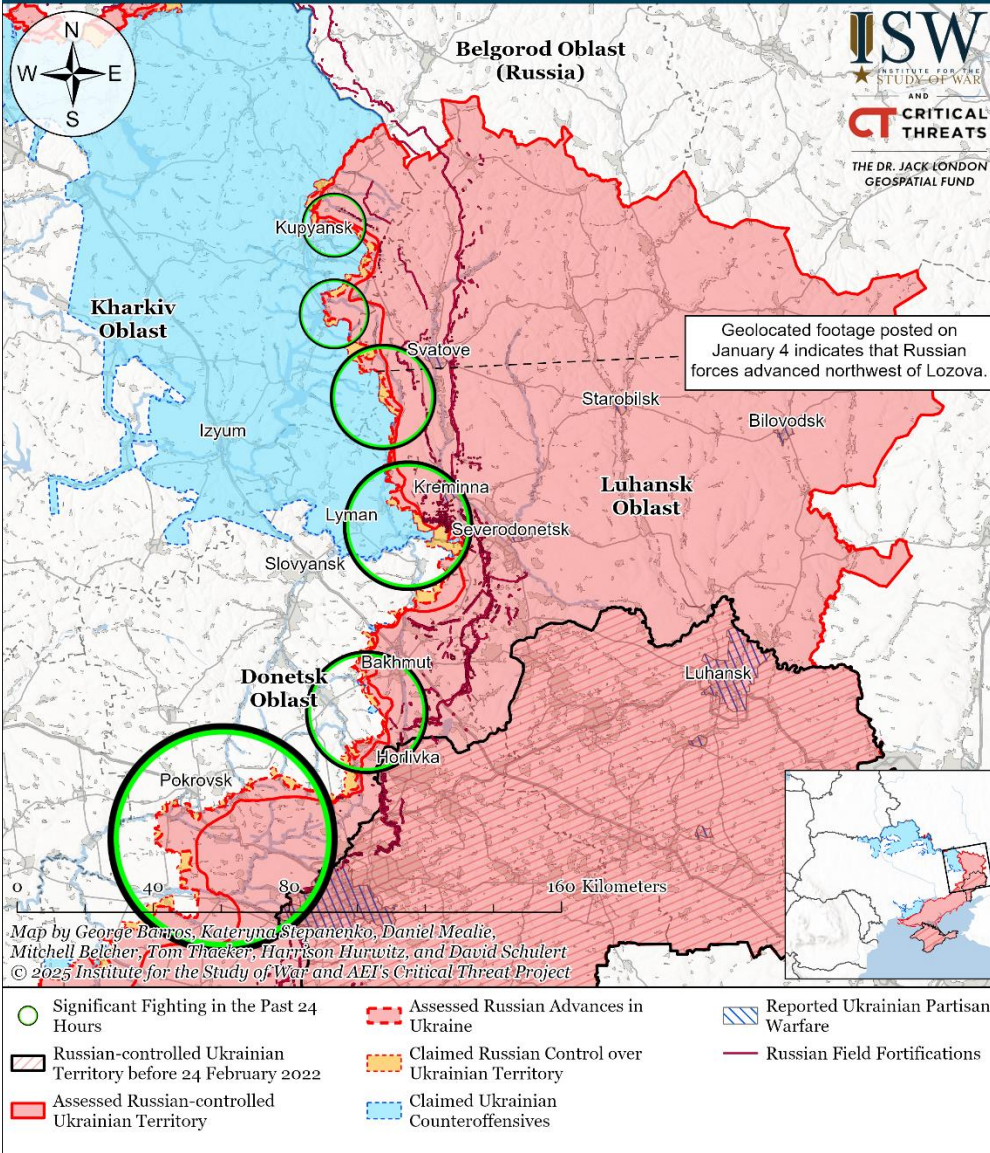 N
W E
S
Belgorod Oblast
(Russia)
ISW
INSTITUTE FOR THE
STUDY OF WAR
AND
CT CRITICAL
THREATS
THE DR. JACK LONDON
GEOSPATIAL FUND
Kupyansk
Kharkiv
Oblast
Geolocated footage posted on
January 4 indicates that Russian
forces advanced northwest of Lozova.
Svatove
Starobilsk
Bilovodsk
Izyum
Kreminna
Luhansk
Oblast
Lyman
Severodonetsk
Slovyansk
Bakhmut
Luhansk
Donetsk
Oblast
Horlivka
Pokrovsk
0 40 80 160 Kilometers
Map by George Barros, Kateryna Stepanenko, Daniel Mealie,
Mitchell Belcher, Tom Thacker, Harrison Hurwitz, and David Schulert
© 2025 Institute for the Study of War and AEI's Critical Threat Project
Significant Fighting in the Past 24
Hours
Russian-controlled Ukrainian
Territory before 24 February 2022
Assessed Russian-controlled
Ukrainian Territory
Assessed Russian Advances in
Ukraine
Claimed Russian Control over
Ukrainian Territory
Claimed Ukrainian
Counteroffensives
Reported Ukrainian Partisan
Warfare
Russian Field Fortifications